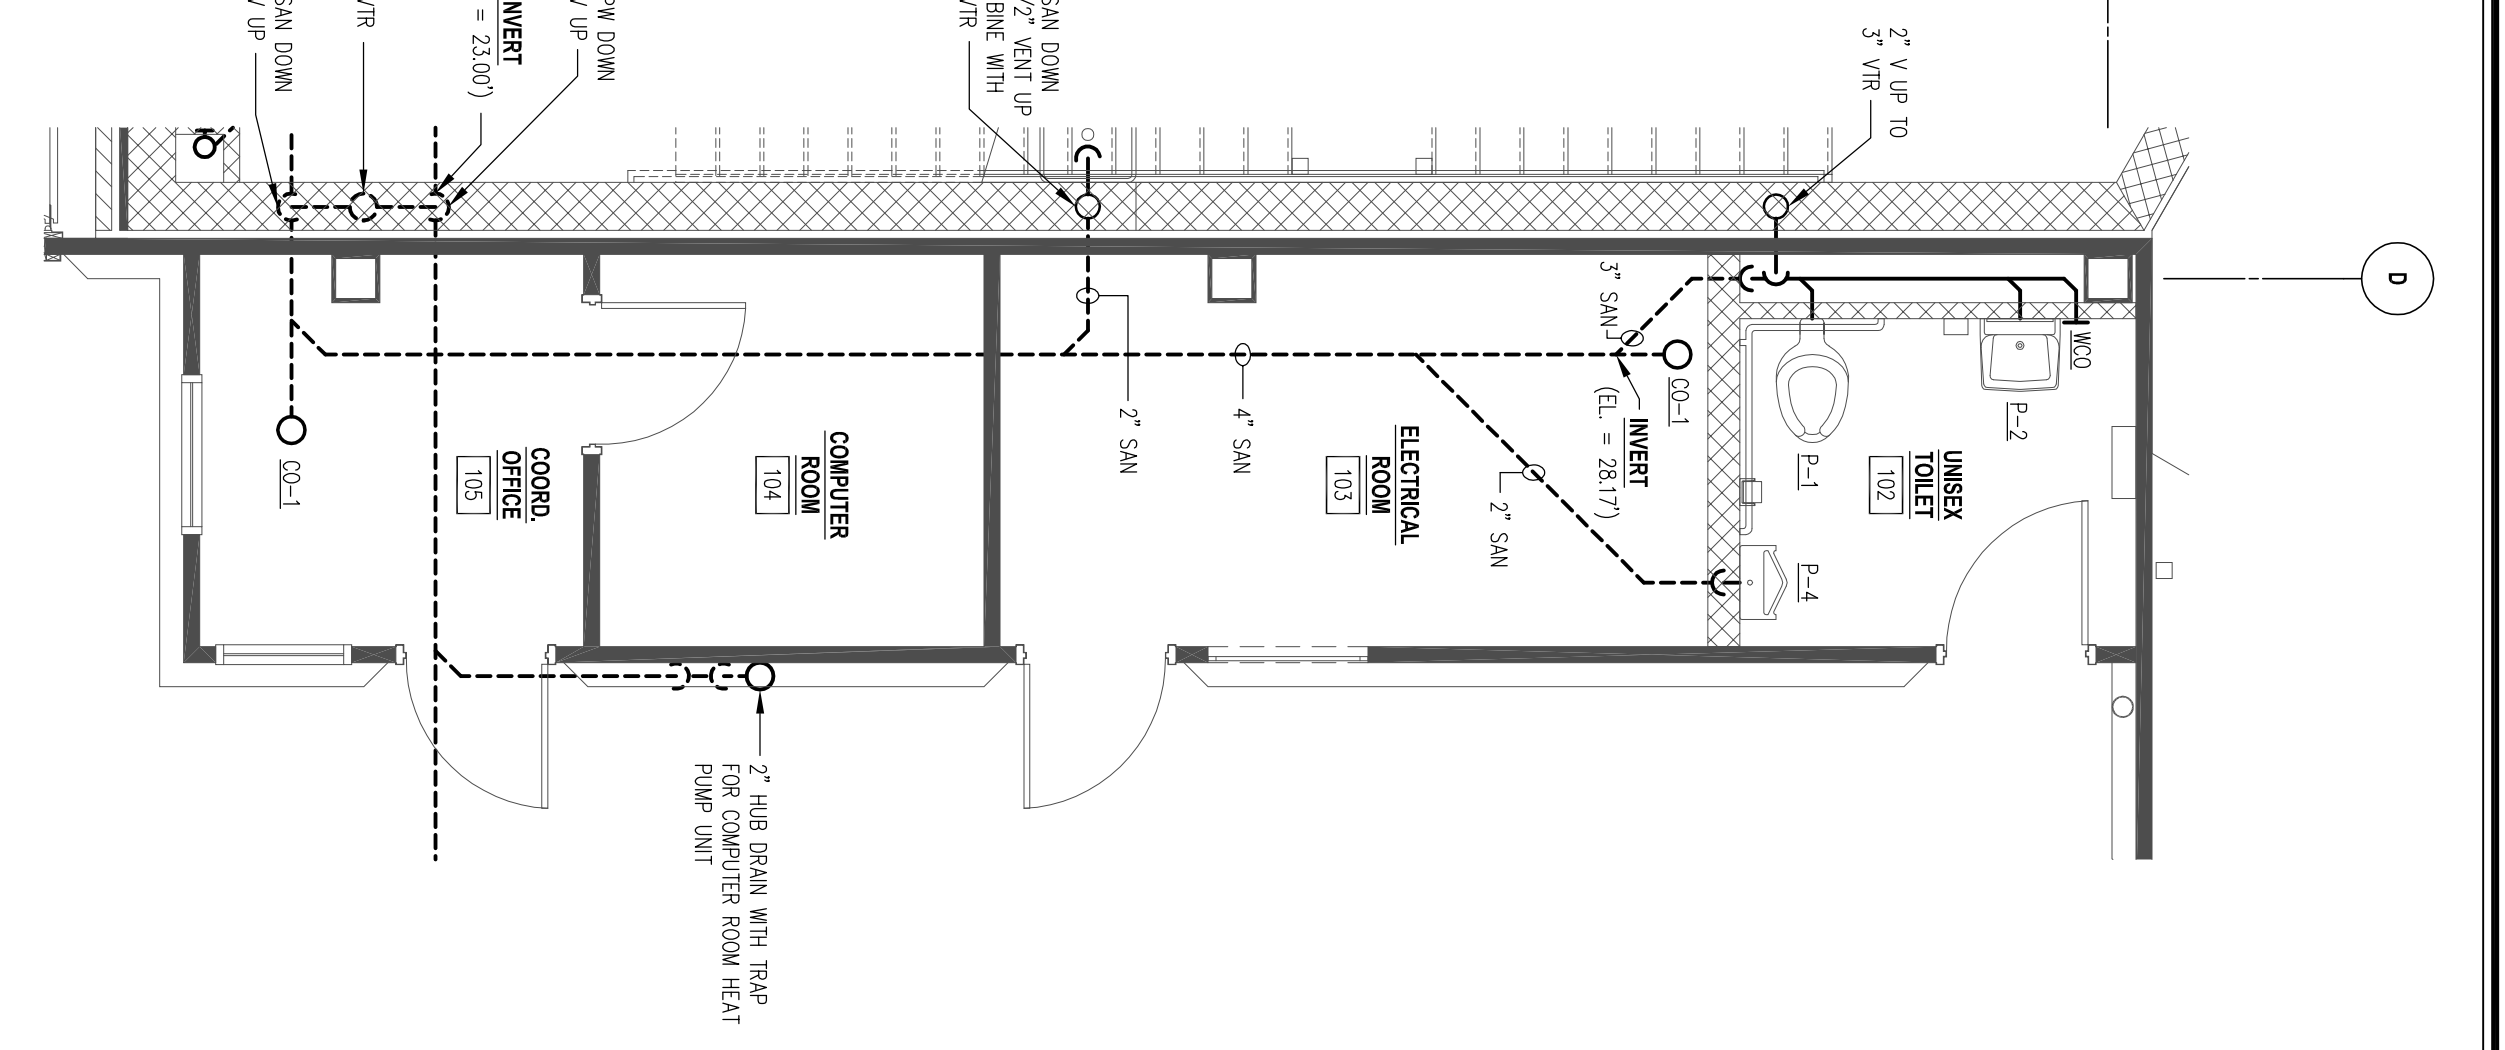 SAN DOWN
V UP
VTR
INVERT
= 23.00')
PW DOWN
V UP
SAN DOWN
/2" VENT UP
BINE WITH
VTR
2" V UP TO
3" VTR
D
WCO
P-2
P-1
P-4
UNISEX
TOILET
102
CO-1
3" SAN
INVERT
(EL. = 28.17')
2" SAN
ELECTRICAL
ROOM
103
4" SAN
2" SAN
COMPUTER
ROOM
104
COORD.
OFFICE
105
CO-1
2" HUB DRAIN WITH TRAP
FOR COMPUTER ROOM HEAT
PUMP UNIT